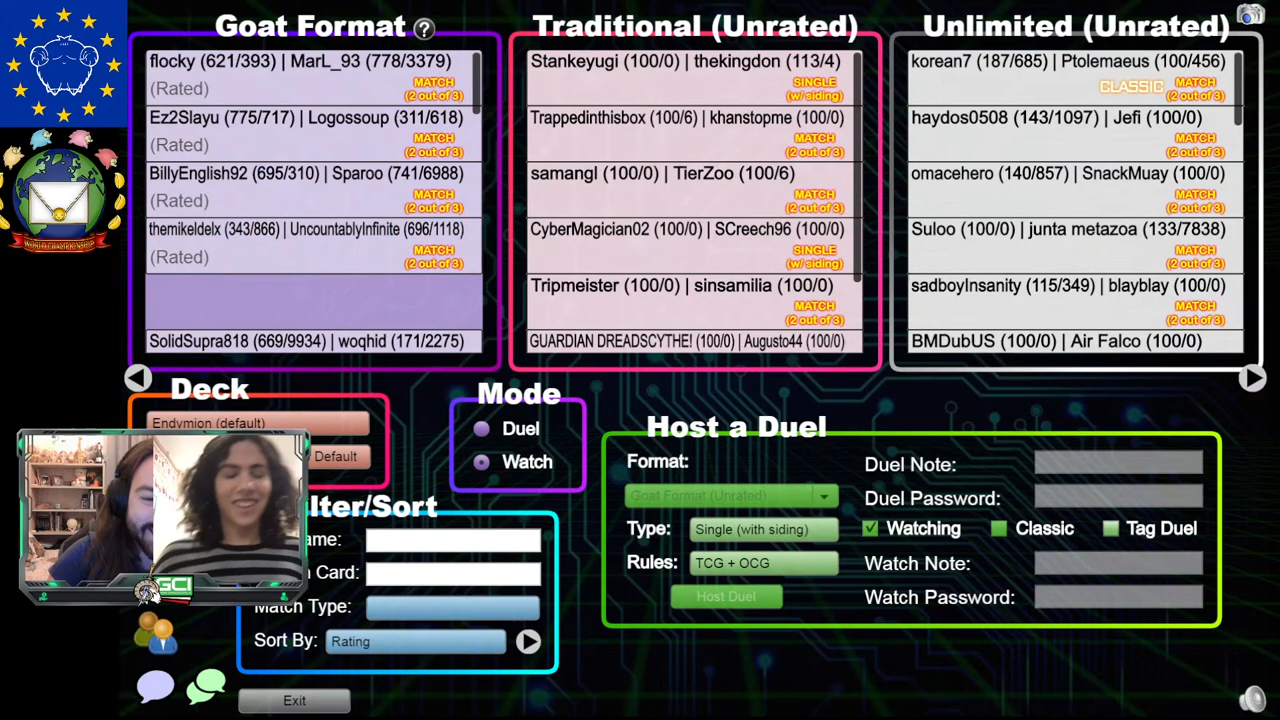 Goat Format ?
flocky (621/393) | MarL_93 (778/3379)
(Rated)
MATCH
(2 out of 3)
Ez2Slayu (775/717) | Logossoup (311/618)
(Rated)
MATCH
(2 out of 3)
BillyEnglish92 (695/310) | Sparoo (741/6988)
(Rated)
MATCH
(2 out of 3)
themikeldelx (343/866) | UncountablyInfinite (696/1118)
(Rated)
MATCH
(2 out of 3)
SolidSupra818 (669/9934) | woqhid (171/2275)
Traditional (Unrated)
Stankeyugi (100/0) | thekingdon (113/4)
SINGLE
(w/ siding)
Trappedinthisbox (100/6) | khanstopme (100/0)
MATCH
(2 out of 3)
samangl (100/0) | TierZoo (100/6)
MATCH
(2 out of 3)
CyberMagician02 (100/0) | SCreech96 (100/0)
SINGLE
(w/ siding)
Tripmeister (100/0) | sinsamilia (100/0)
MATCH
(2 out of 3)
GUARDIAN DREADSCYTHE! (100/0) | Augusto44 (100/0)
Unlimited (Unrated)
korean7 (187/685) | Ptolemaeus (100/456)
CLASSIC
MATCH
(2 out of 3)
haydos0508 (143/1097) | Jefi (100/0)
MATCH
(2 out of 3)
omacehero (140/857) | SnackMuay (100/0)
MATCH
(2 out of 3)
Suloo (100/0) | junta metazoa (133/7838)
MATCH
(2 out of 3)
sadboyInsanity (115/349) | blayblay (100/0)
MATCH
(2 out of 3)
BMDubUS (100/0) | Air Falco (100/0)
WORLD CHAMPIONSHIP
Deck
Endymion (default)
Default
Mode
Duel
Watch
lter/Sort
ame:
Card:
Match Type:
Sort By: Rating
Exit
GCI
Host a Duel
Format:
Goat Format (Unrated)
Type: Single (with siding)
Rules: TCG + OCG
Host Duel
Duel Note:
Duel Password:
Watching Classic Tag Duel
Watch Note:
Watch Password: